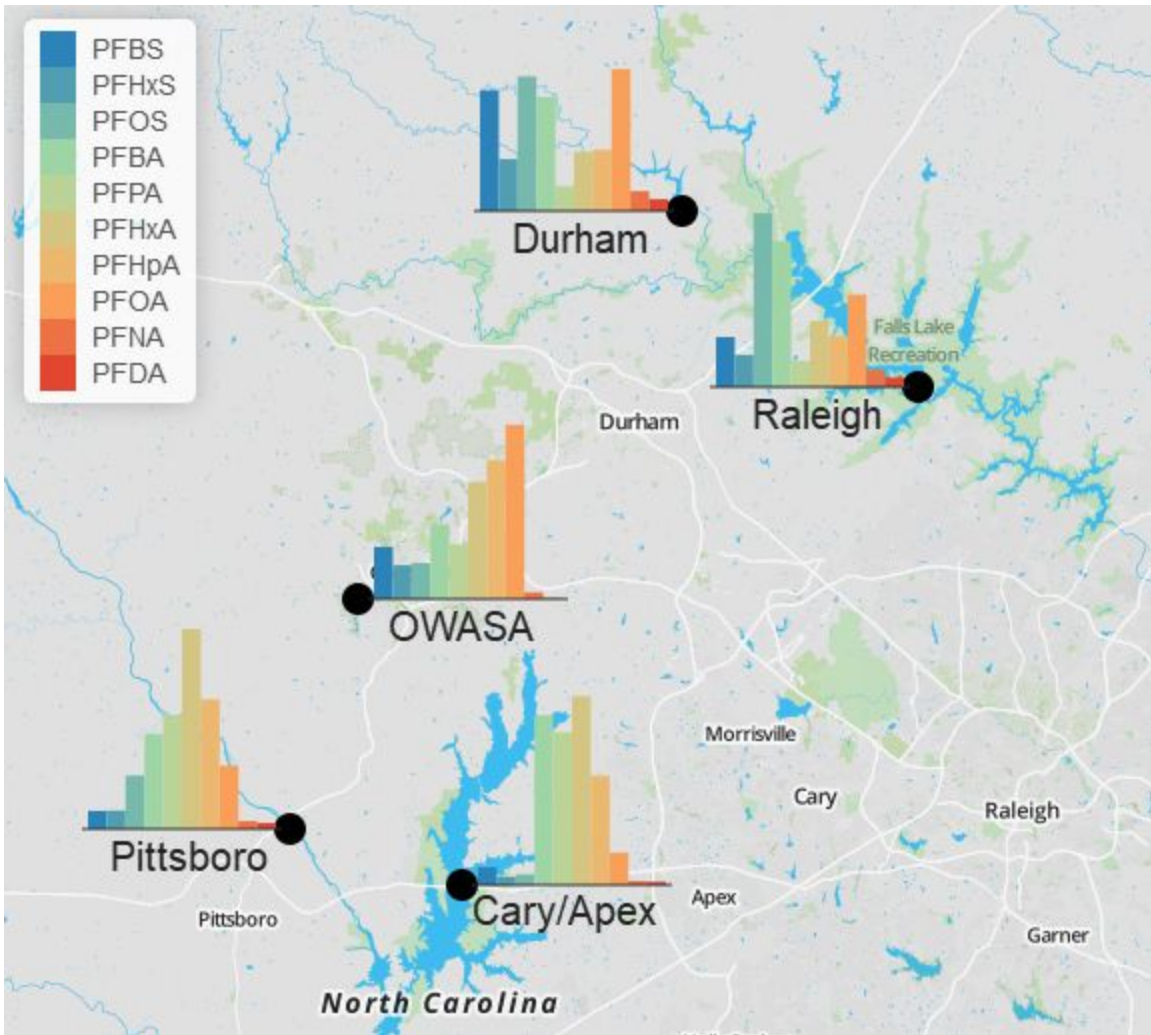 PFBS
PFHxS
PFOS
PFBA
PFPA
PFHxA
PFHpA
PFOA
PFNA
PFDA
Durham
Falls Lake
Recreation
Raleigh
Durham
OWASA
Morrisville
Cary
Raleigh
Pittsboro
Cary/Apex
Apex
Pittsboro
Garner
North Carolina